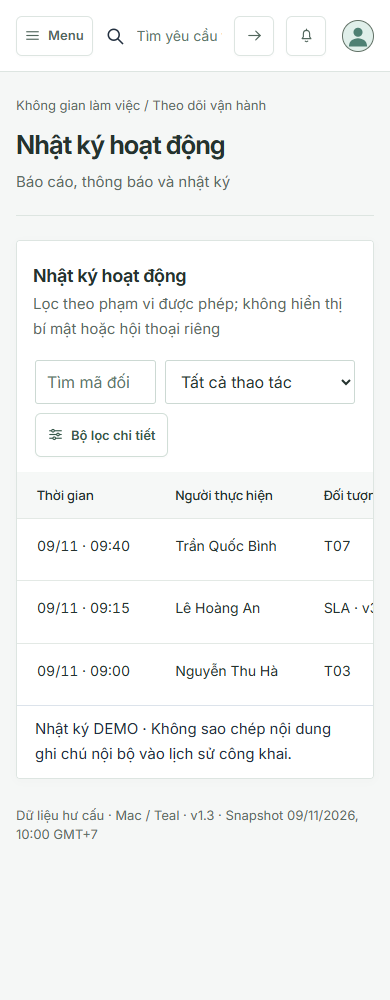 Menu
Tìm yêu cầu
Không gian làm việc / Theo dõi vận hành
Nhật ký hoạt động
Báo cáo, thông báo và nhật ký
Nhật ký hoạt động
Lọc theo phạm vi được phép; không hiển thị
bí mật hoặc hội thoại riêng
Tìm mã đối
Tất cả thao tác
Bộ lọc chi tiết
Thời gian Người thực hiện Đối tượn
09/11 · 09:40 Trần Quốc Bình T07
09/11 · 09:15 Lê Hoàng An SLA · v3
09/11 · 09:00 Nguyễn Thu Hà T03
Nhật ký DEMO · Không sao chép nội dung
ghi chú nội bộ vào lịch sử công khai.
Dữ liệu hư cấu · Mac / Teal · v1.3 · Snapshot 09/11/2026,
10:00 GMT+7